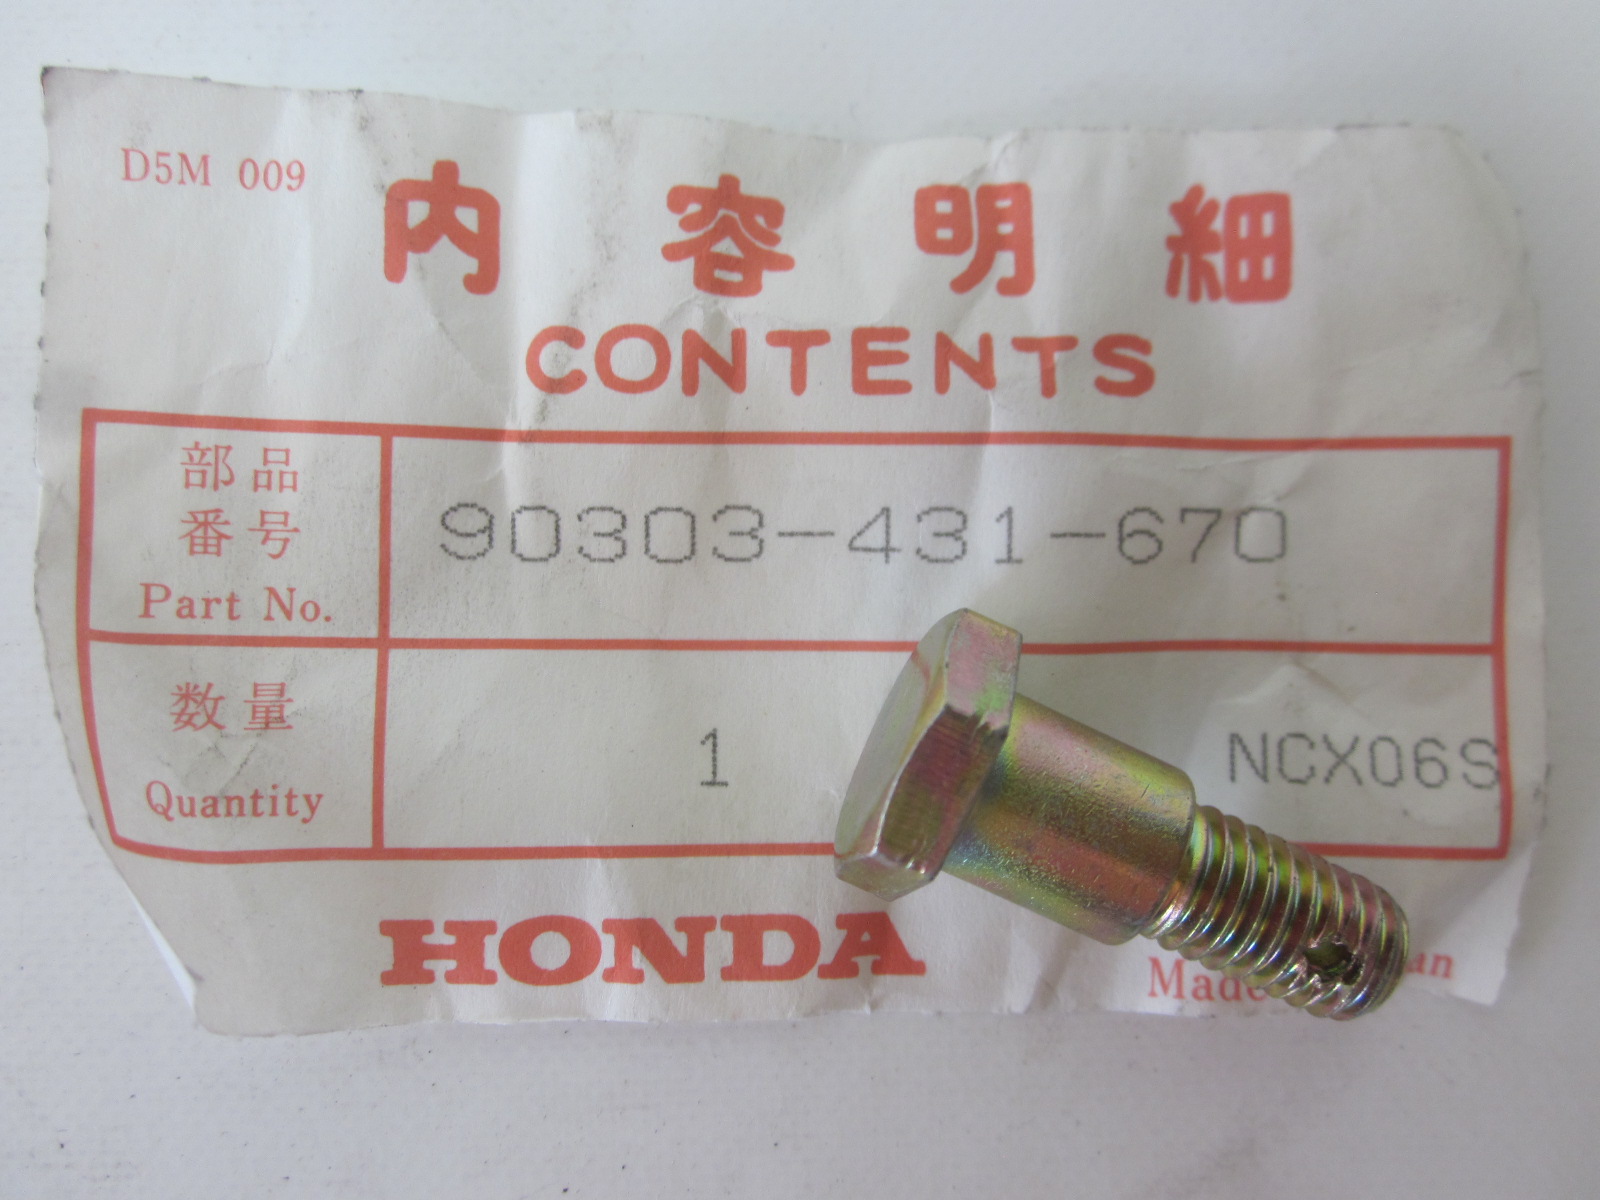 D5M 009
内容明細
CONTENTS
部品
番号
Part No.
90303-431-670
数量
Quantity
1
NCX06S
HONDA
Made